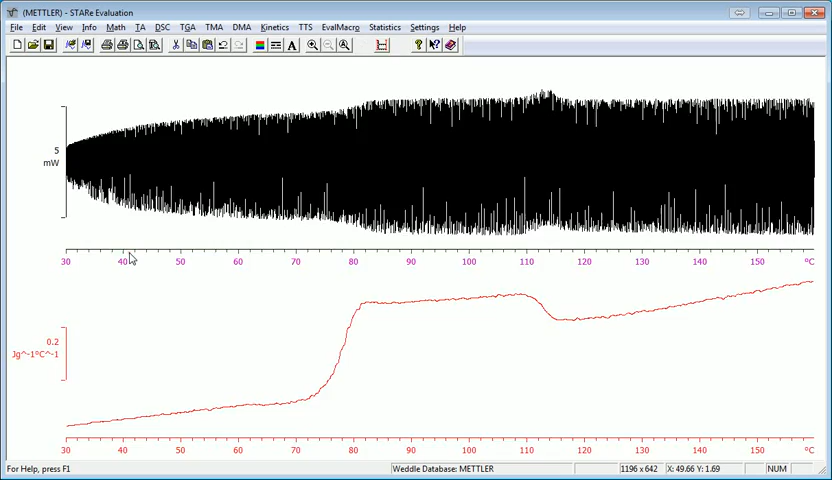 (METTLER) - STARe Evaluation
File Edit View Info Math TA DSC TGA TMA DMA Kinetics TTS EvalMacro Statistics Settings Help
5
mW
30 40 50 60 70 80 90 100 110 120 130 140 150 ºC
0.2
Jg^-1ºC^-1
30 40 50 60 70 80 90 100 110 120 130 140 150 ºC
For Help, press F1 Weddle Database: METTLER 1196 x 642 X: 49.66 Y: 1.69 NUM